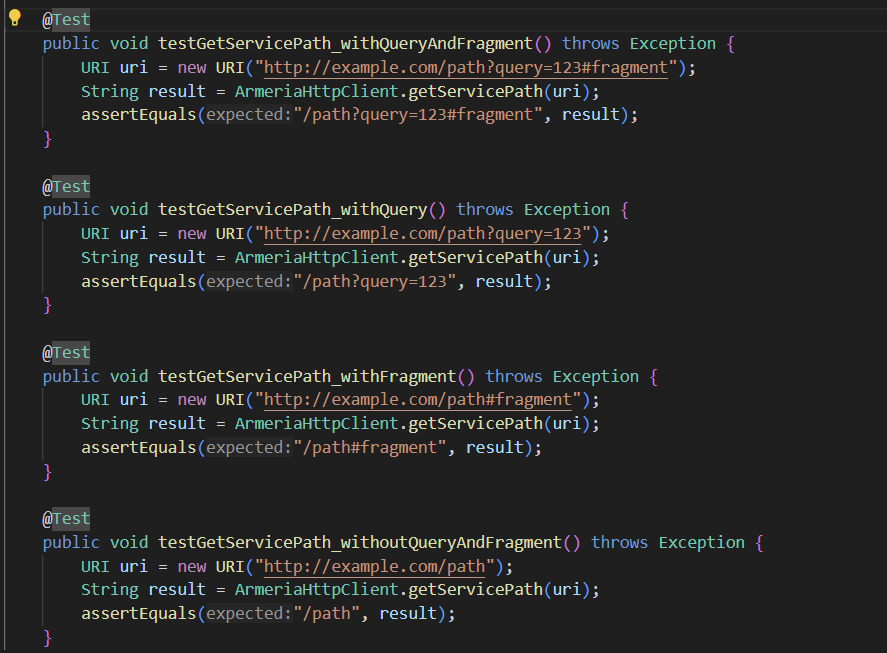 @Test
public void testGetServicePath_withQueryAndFragment() throws Exception {
    URI uri = new URI("http://example.com/path?query=123#fragment");
    String result = ArmeriaHttpClient.getServicePath(uri);
    assertEquals(expected:"/path?query=123#fragment", result);
}

@Test
public void testGetServicePath_withQuery() throws Exception {
    URI uri = new URI("http://example.com/path?query=123");
    String result = ArmeriaHttpClient.getServicePath(uri);
    assertEquals(expected:"/path?query=123", result);
}

@Test
public void testGetServicePath_withFragment() throws Exception {
    URI uri = new URI("http://example.com/path#fragment");
    String result = ArmeriaHttpClient.getServicePath(uri);
    assertEquals(expected:"/path#fragment", result);
}

@Test
public void testGetServicePath_withoutQueryAndFragment() throws Exception {
    URI uri = new URI("http://example.com/path");
    String result = ArmeriaHttpClient.getServicePath(uri);
    assertEquals(expected:"/path", result);
}